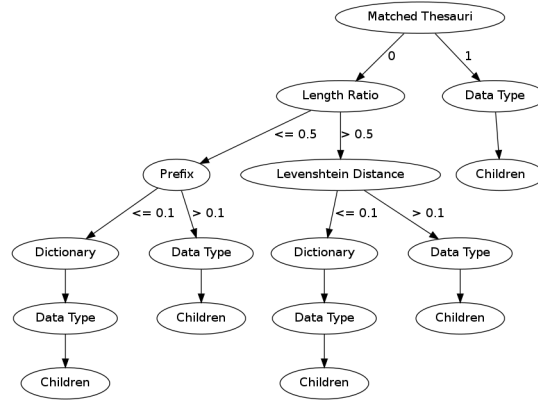 Matched Thesauri
0
1
Length Ratio
Data Type
<= 0.5
> 0.5
Prefix
Levenshtein Distance
Children
<= 0.1
> 0.1
<= 0.1
> 0.1
Dictionary
Data Type
Dictionary
Data Type
Data Type
Children
Data Type
Children
Children
Children